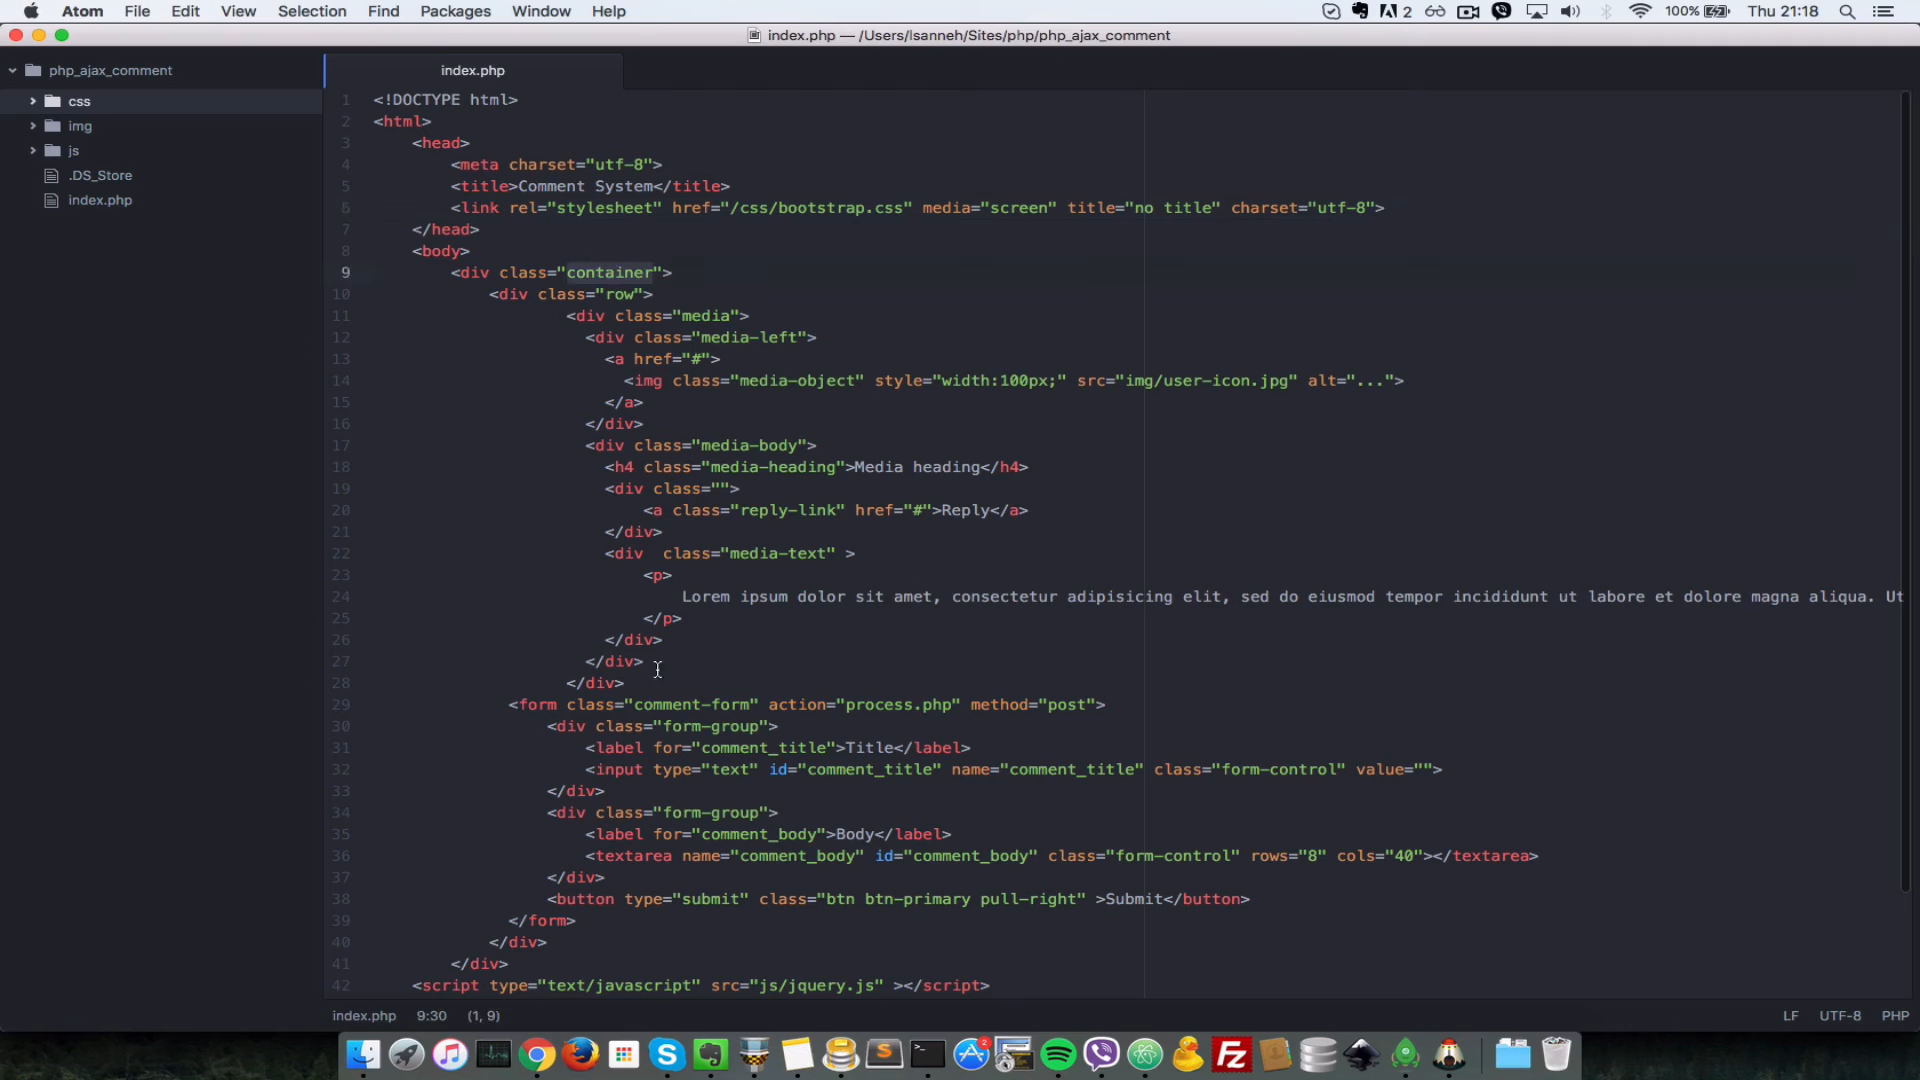 Atom File Edit View Selection Find Packages Window Help 2 100% Thu 21:18
index.php — /Users/lsanneh/Sites/php/php_ajax_comment
php_ajax_comment
css
img
js
.DS_Store
index.php
index.php
1 <!DOCTYPE html>
2 <html>
3 <head>
4 <meta charset="utf-8">
5 <title>Comment System</title>
6 <link rel="stylesheet" href="/css/bootstrap.css" media="screen" title="no title" charset="utf-8">
7 </head>
8 <body>
9 <div class="container">
10 <div class="row">
11 <div class="media">
12 <div class="media-left">
13 <a href="#">
14 <img class="media-object" style="width:100px;" src="img/user-icon.jpg" alt="...">
15 </a>
16 </div>
17 <div class="media-body">
18 <h4 class="media-heading">Media heading</h4>
19 <div class="">
20 <a class="reply-link" href="#">Reply</a>
21 </div>
22 <div  class="media-text" >
23 <p>
24 Lorem ipsum dolor sit amet, consectetur adipisicing elit, sed do eiusmod tempor incididunt ut labore et dolore magna aliqua. Ut
25 </p>
26 </div>
27 </div>
28 </div>
29 <form class="comment-form" action="process.php" method="post">
30 <div class="form-group">
31 <label for="comment_title">Title</label>
32 <input type="text" id="comment_title" name="comment_title" class="form-control" value="">
33 </div>
34 <div class="form-group">
35 <label for="comment_body">Body</label>
36 <textarea name="comment_body" id="comment_body" class="form-control" rows="8" cols="40"></textarea>
37 </div>
38 <button type="submit" class="btn btn-primary pull-right" >Submit</button>
39 </form>
40 </div>
41 </div>
42 <script type="text/javascript" src="js/jquery.js" ></script>
index.php 9:30 (1, 9) LF UTF-8 PHP